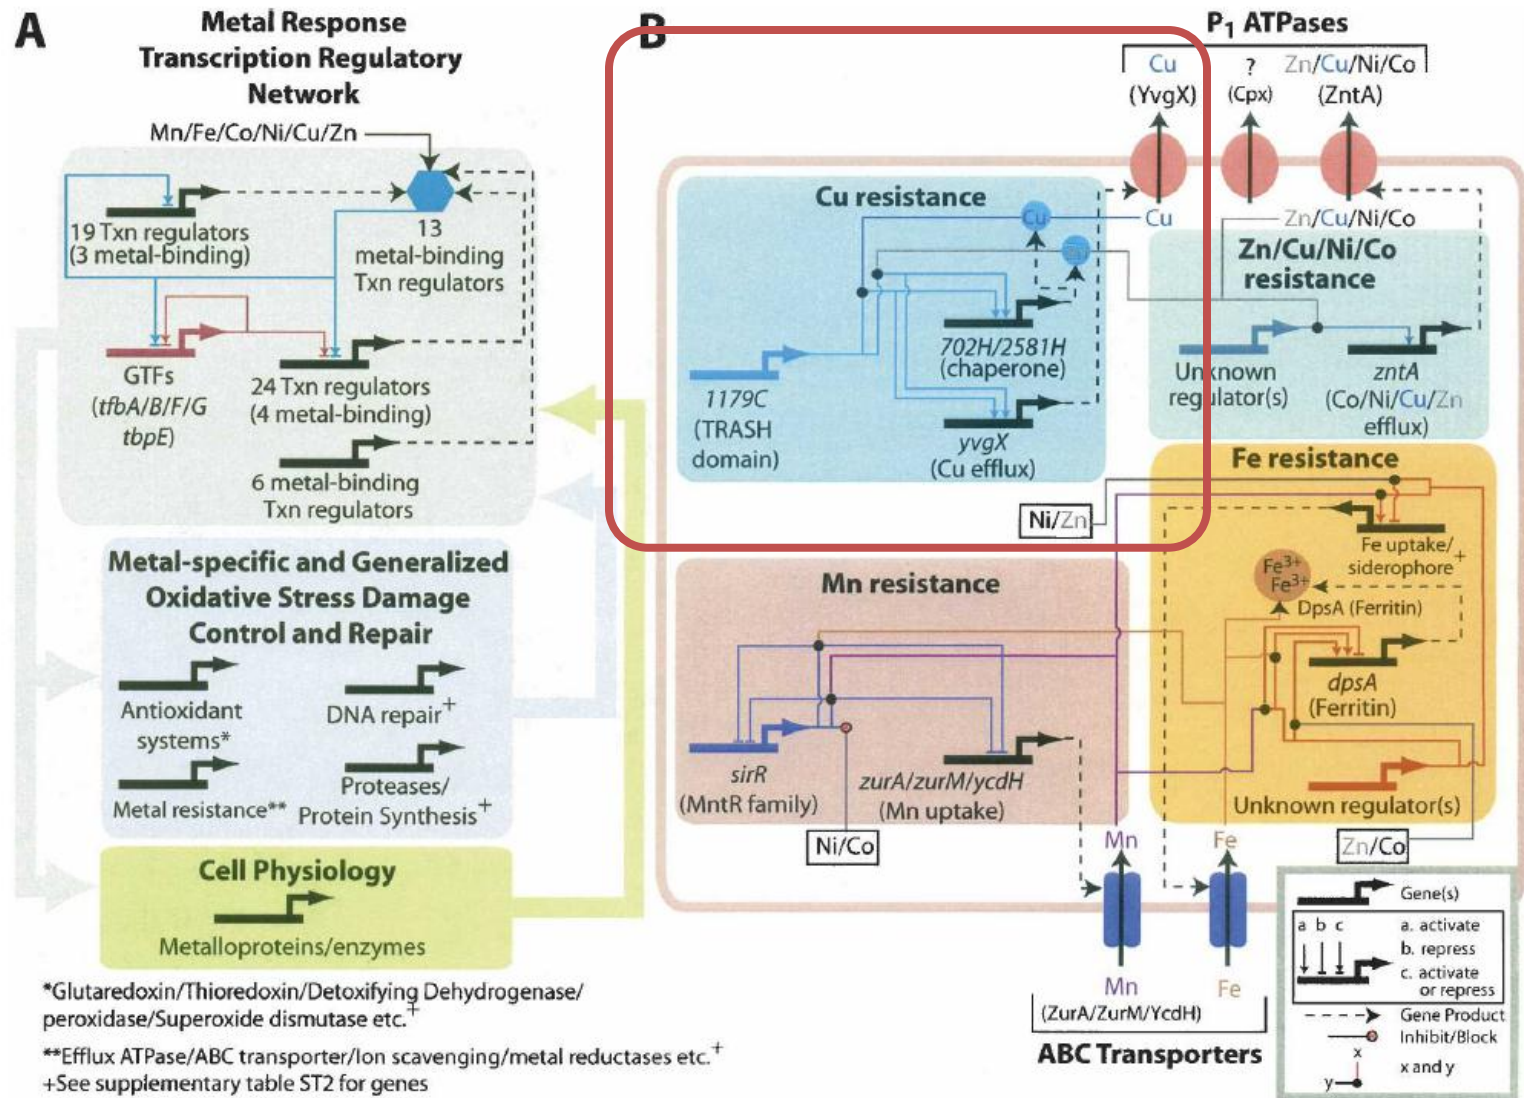 A
Metal Response
Transcription Regulatory
Network
Mn/Fe/Co/Ni/Cu/Zn
19 Txn regulators
(3 metal-binding)
13
metal-binding
Txn regulators
GTFs
(tfbA/B/F/G
tbpE)
24 Txn regulators
(4 metal-binding)
6 metal-binding
Txn regulators
Metal-specific and Generalized
Oxidative Stress Damage
Control and Repair
Antioxidant
systems*
DNA repair+
Metal resistance**
Proteases/
Protein Synthesis+
Cell Physiology
Metalloproteins/enzymes
*Glutaredoxin/Thioredoxin/Detoxifying Dehydrogenase/
peroxidase/Superoxide dismutase etc.+
**Efflux ATPase/ABC transporter/Ion scavenging/metal reductases etc.+
+See supplementary table ST2 for genes
B
P1 ATPases
Cu ? Zn/Cu/Ni/Co
(YvgX) (Cpx) (ZntA)
Cu resistance
Cu
Cu
Zn/Cu/Ni/Co
702H/2581H
(chaperone)
1179C
(TRASH
domain)
yvgX
(Cu efflux)
Zn/Cu/Ni/Co
resistance
Unknown
regulator(s)
zntA
(Co/Ni/Cu/Zn
efflux)
Ni/Zn
Fe resistance
Fe uptake/
siderophore+
Fe3+
Fe3+
DpsA (Ferritin)
dpsA
(Ferritin)
Unknown regulator(s)
Zn/Co
Mn resistance
sirR
(MntR family)
zurA/zurM/ycdH
(Mn uptake)
Ni/Co
Mn Fe
Mn Fe
(ZurA/ZurM/YcdH)
ABC Transporters
Gene(s)
a b c
a. activate
b. repress
c. activate
or repress
Gene Product
Inhibit/Block
x
y
x and y